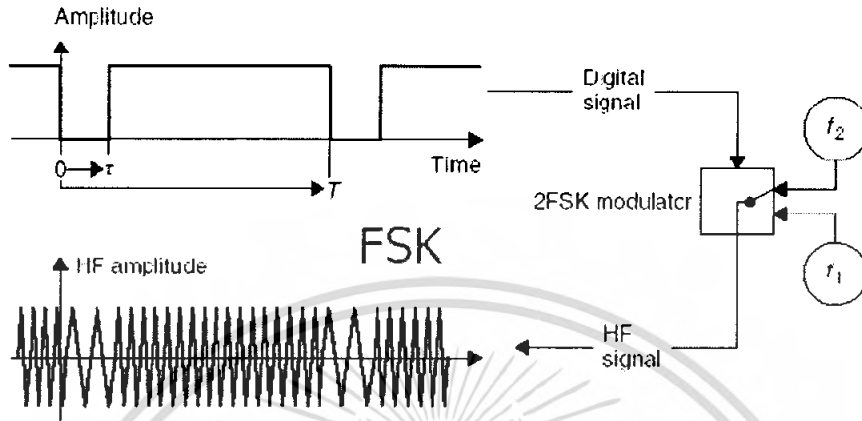 Amplitude
Digital
signal
f2
0
τ
T
Time
2FSK modulator
FSK
HF amplitude
f1
HF
signal